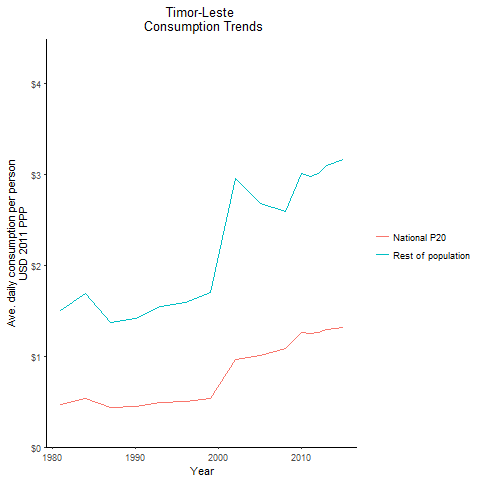 Timor-Leste
Consumption Trends
Ave. daily consumption per person
USD 2011 PPP
$4
$3
$2
$1
$0
1980
1990
2000
2010
Year
National P20
Rest of population